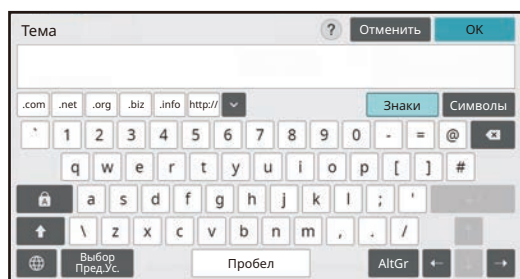 Тема ? Отменить OK
.com .net .org .biz .info http:// Знаки Символы
` 1 2 3 4 5 6 7 8 9 0 - = @
q w e r t y u i o p [ ] #
A a s d f g h j k l ; '
\ z x c v b n m , . /
Выбор
Пред.Ус. Пробел AltGr ← ↓ →